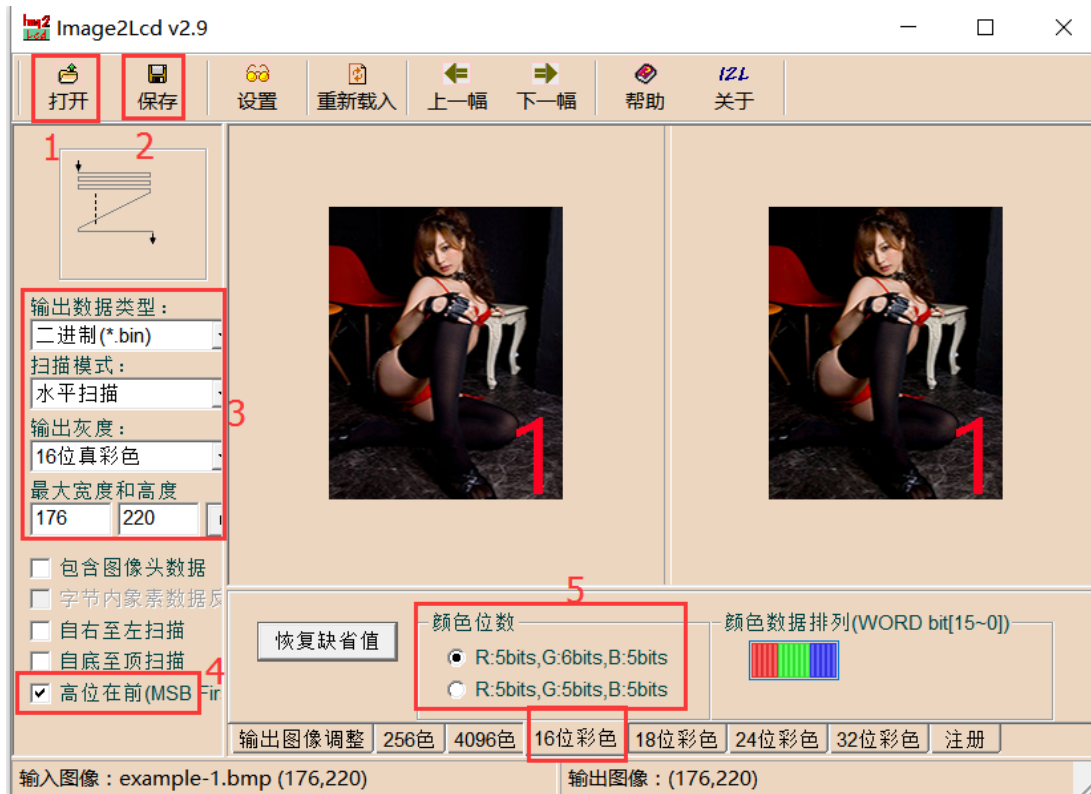 Image2Lcd v2.9
打开 保存 设置 重新载入 上一幅 下一幅 帮助 关于
1 2
输出数据类型：
二进制(*.bin)
扫描模式：
水平扫描
3
输出灰度：
16位真彩色
最大宽度和高度
176 220
包含图像头数据
字节内象素数据反
自右至左扫描
自底至顶扫描
4
高位在前(MSB Fir
1 1
5
恢复缺省值
颜色位数
R:5bits,G:6bits,B:5bits
R:5bits,G:5bits,B:5bits
颜色数据排列(WORD bit[15~0])
输出图像调整 256色 4096色 16位彩色 18位彩色 24位彩色 32位彩色 注册
输入图像：example-1.bmp (176,220) 输出图像：(176,220)